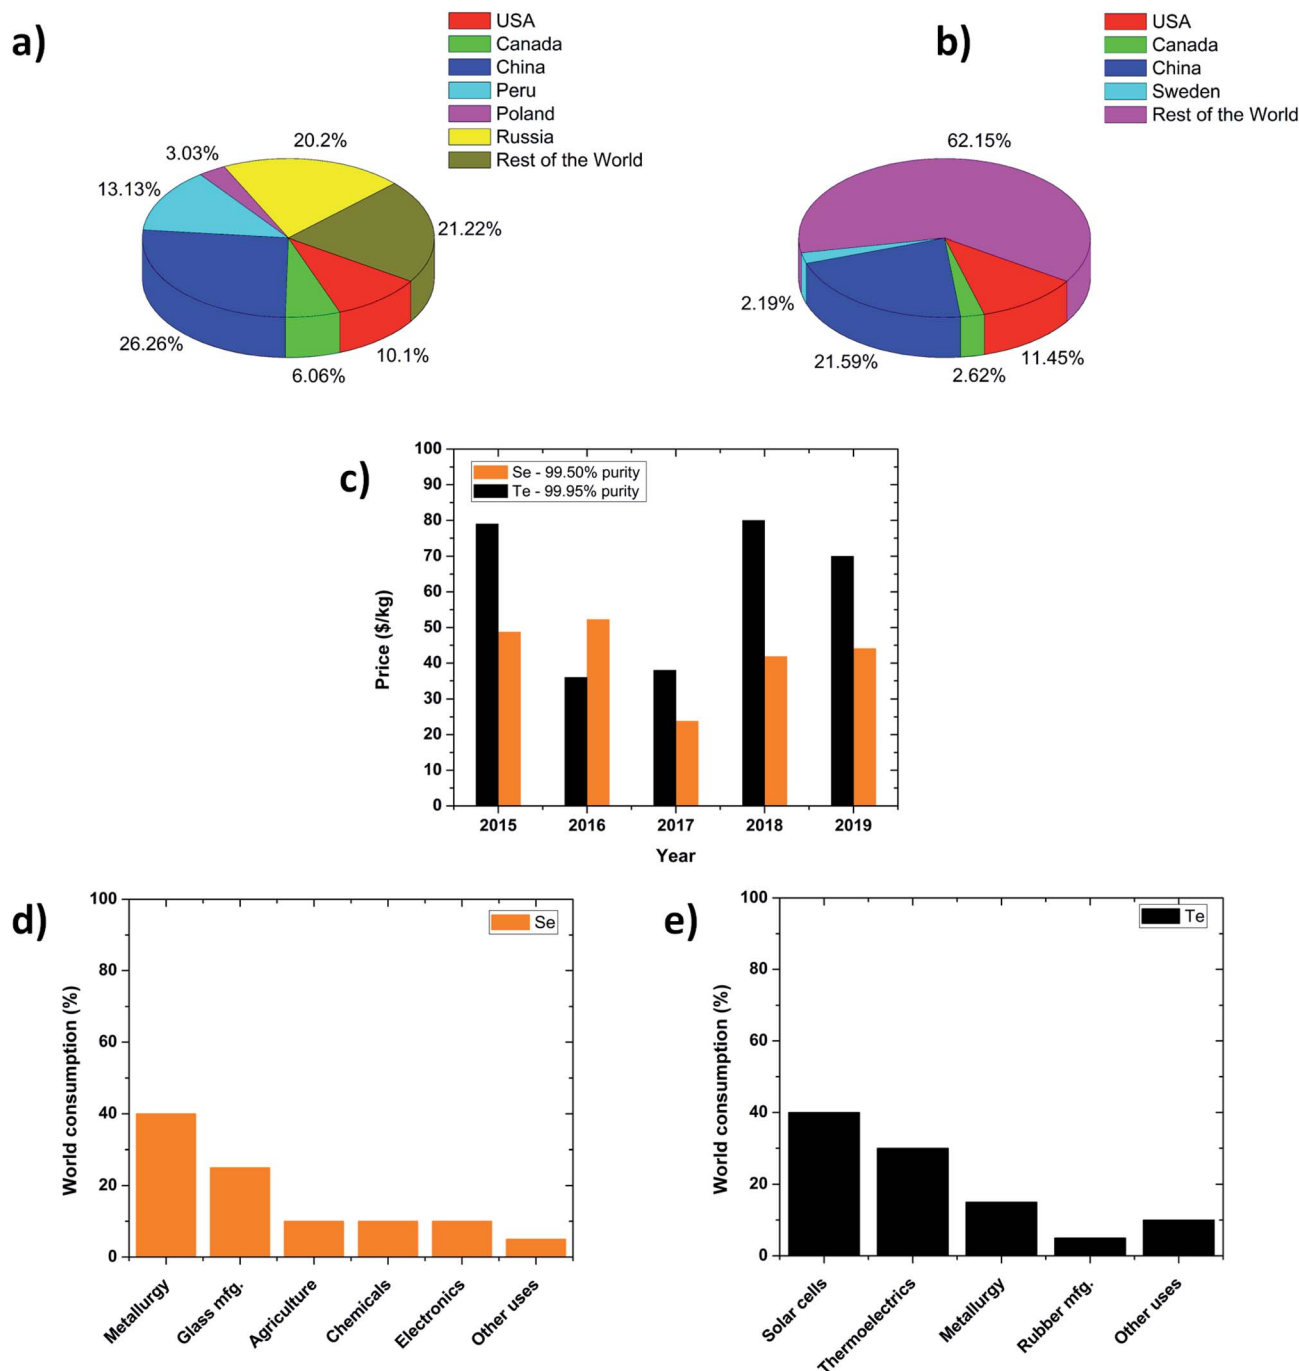 a)
USA
Canada
China
Peru
Poland
Russia
Rest of the World
20.2%
3.03%
13.13%
21.22%
26.26%
10.1%
6.06%
b)
USA
Canada
China
Sweden
Rest of the World
62.15%
2.19%
21.59%
11.45%
2.62%
c)
Se - 99.50% purity
Te - 99.95% purity
100
90
80
70
60
50
40
30
20
10
0
Price ($/kg)
2015 2016 2017 2018 2019
Year
d)
Se
100
80
60
40
20
0
World consumption (%)
Metallurgy
Glass mfg.
Agriculture
Chemicals
Electronics
Other uses
e)
Te
100
80
60
40
20
0
World consumption (%)
Solar cells
Thermoelectrics
Metallurgy
Rubber mfg.
Other uses